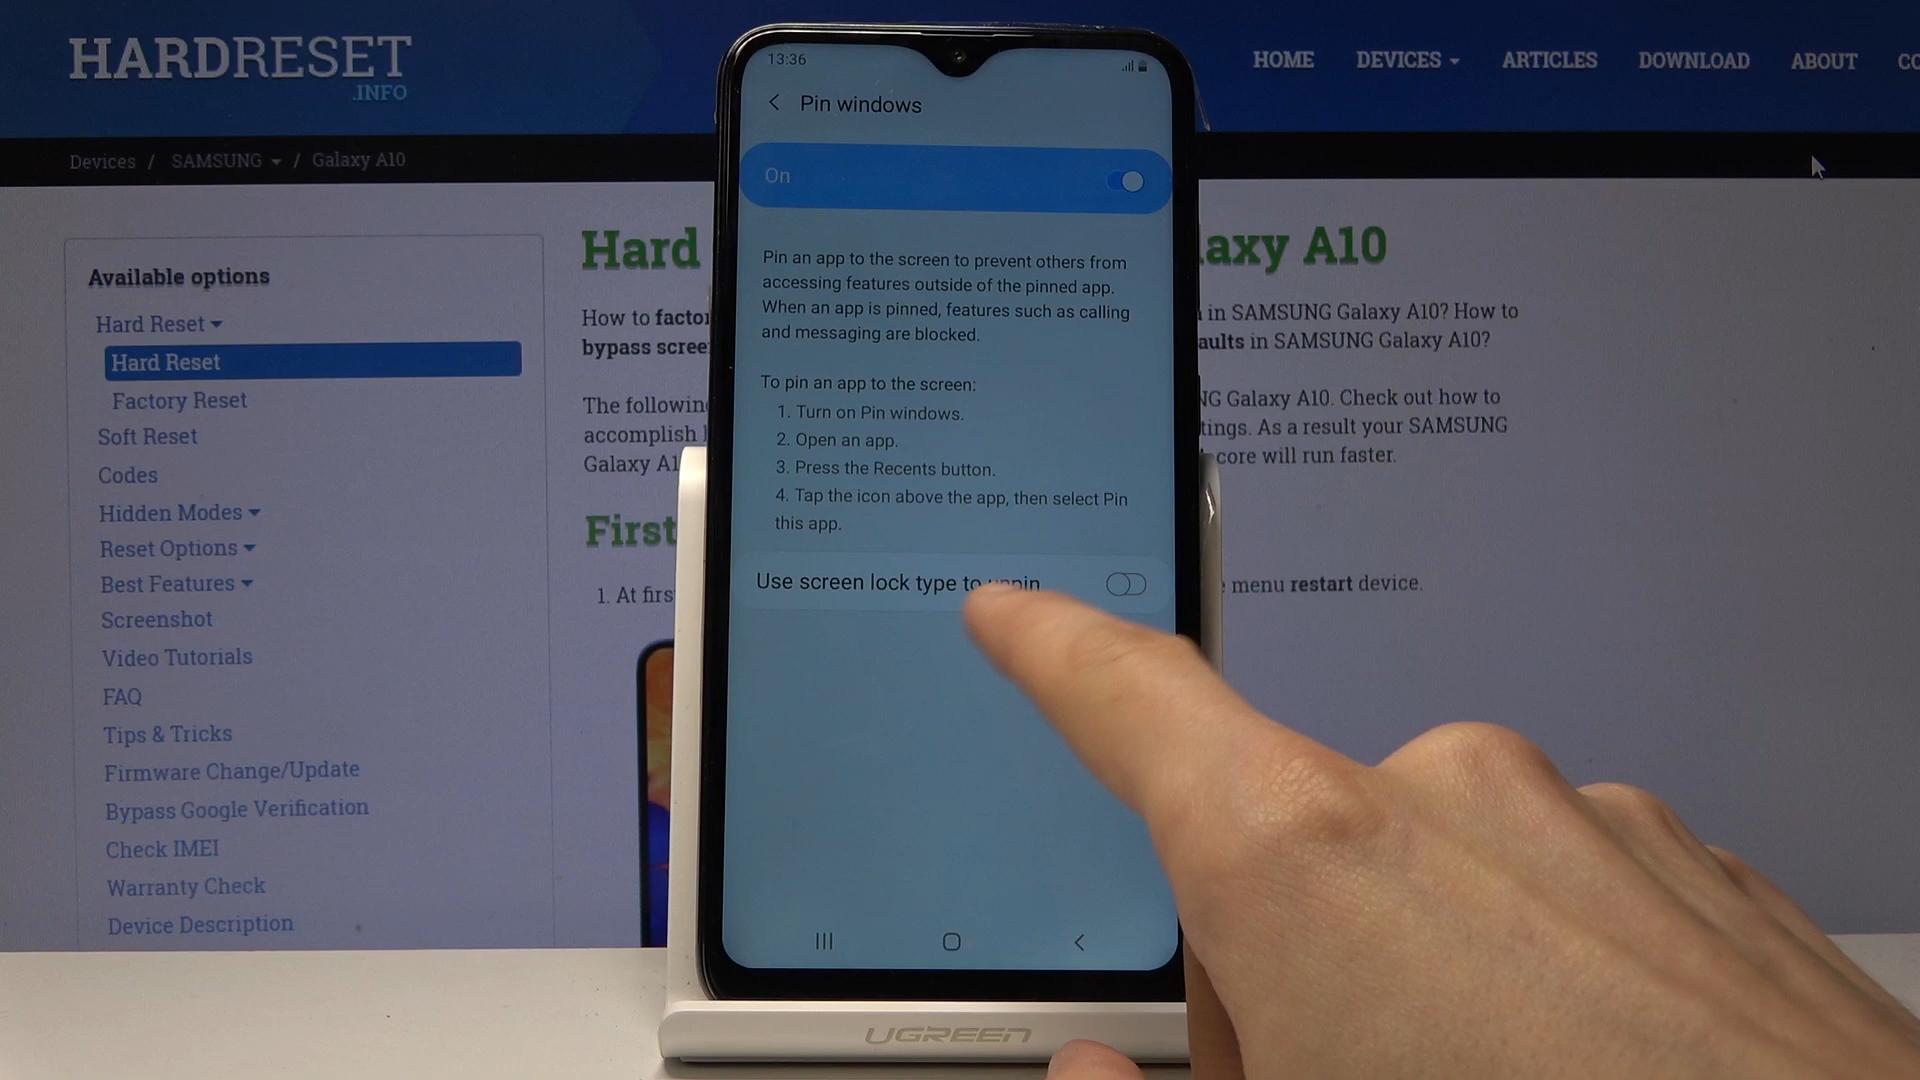 HARDRESET
.INFO
HOME DEVICES ARTICLES DOWNLOAD ABOUT
Devices / SAMSUNG / Galaxy A10
Available options
Hard Reset
Hard Reset
Factory Reset
Soft Reset
Codes
Hidden Modes
Reset Options
Best Features
Screenshot
Video Tutorials
FAQ
Tips & Tricks
Firmware Change/Update
Bypass Google Verification
Check IMEI
Warranty Check
Device Description
Hard
axy A10
How to factor
in SAMSUNG Galaxy A10? How to
bypass scree
aults in SAMSUNG Galaxy A10?
The followin
NG Galaxy A10. Check out how to
accomplish
tings. As a result your SAMSUNG
Galaxy A1
core will run faster.
First
1. At firs
menu restart device.
13:36
Pin windows
On
Pin an app to the screen to prevent others from
accessing features outside of the pinned app.
When an app is pinned, features such as calling
and messaging are blocked.
To pin an app to the screen:
1. Turn on Pin windows.
2. Open an app.
3. Press the Recents button.
4. Tap the icon above the app, then select Pin
this app.
Use screen lock type to unpin
UGREEN